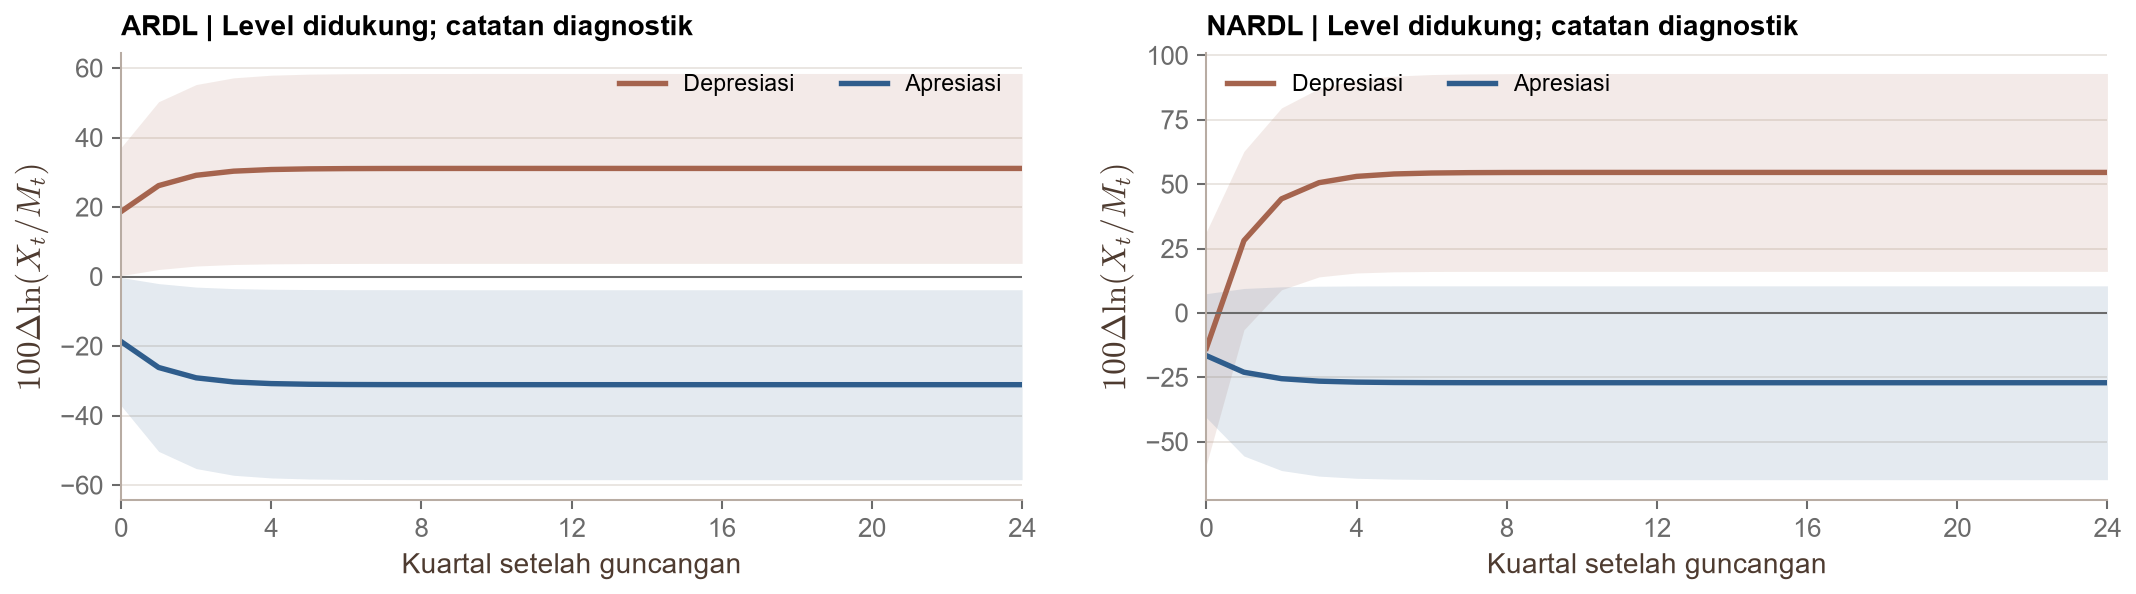 ARDL | Level didukung; catatan diagnostik
60
40
20
0
−20
−40
−60
100Δln(X_t/M_t)
Depresiasi
Apresiasi
0 4 8 12 16 20 24
Kuartal setelah guncangan
NARDL | Level didukung; catatan diagnostik
100
75
50
25
0
−25
−50
100Δln(X_t/M_t)
Depresiasi
Apresiasi
0 4 8 12 16 20 24
Kuartal setelah guncangan